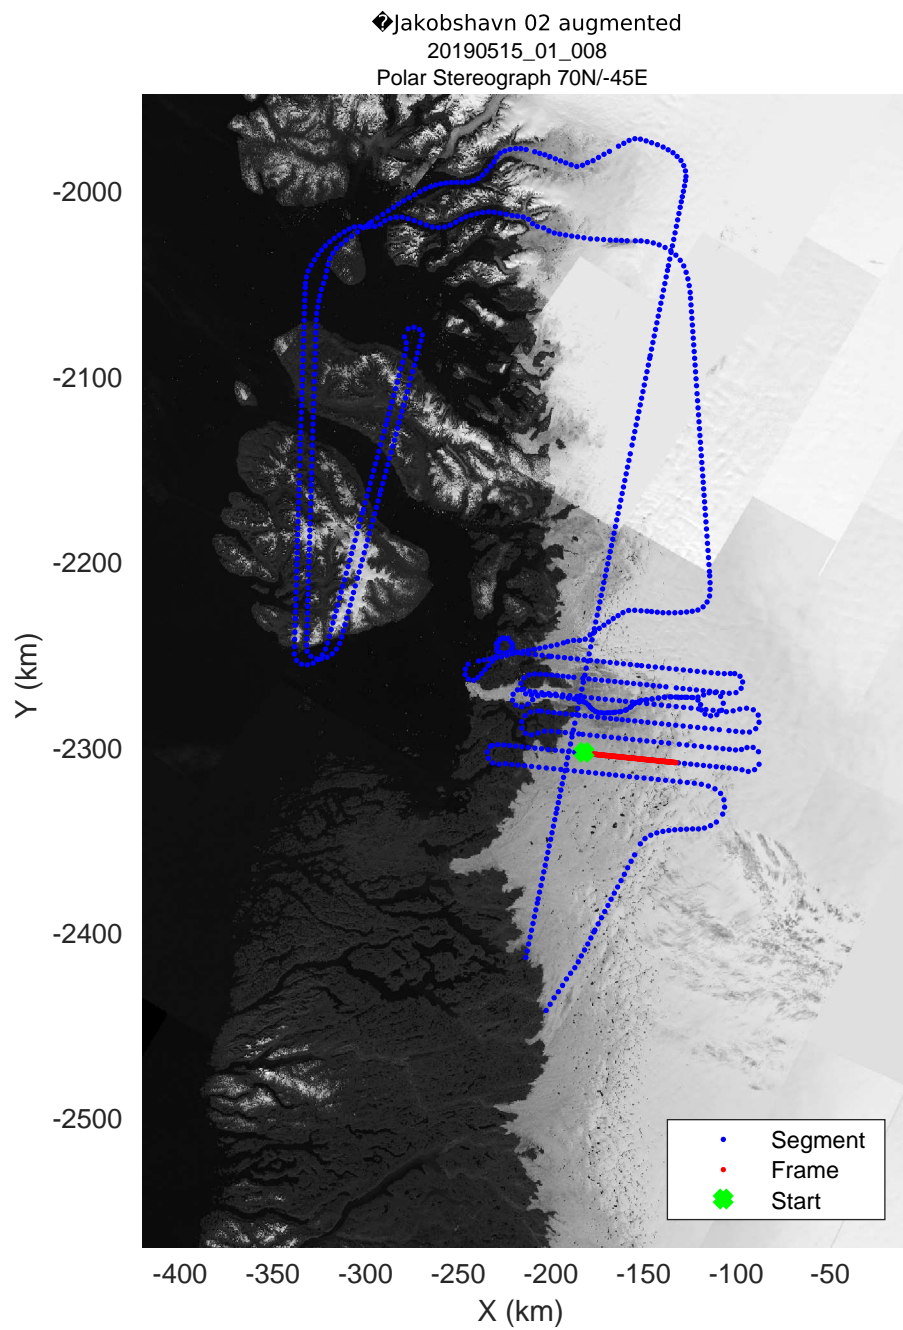 �Jakobshavn 02 augmented
20190515_01_008
Polar Stereograph 70N/-45E
-2000
-2100
-2200
-2300
-2400
-2500
Y (km)
Segment
Frame
Start
-400 -350 -300 -250 -200 -150 -100 -50
X (km)